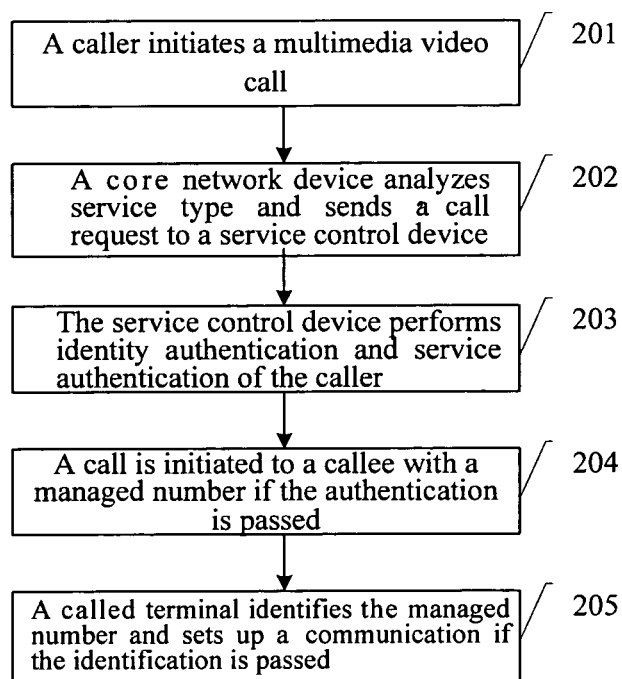 A caller initiates a multimedia video
call
201
A core network device analyzes
service type and sends a call
request to a service control device
202
The service control device performs
identity authentication and service
authentication of the caller
203
A call is initiated to a callee with a
managed number if the authentication
is passed
204
A called terminal identifies the managed
number and sets up a communication if
the identification is passed
205